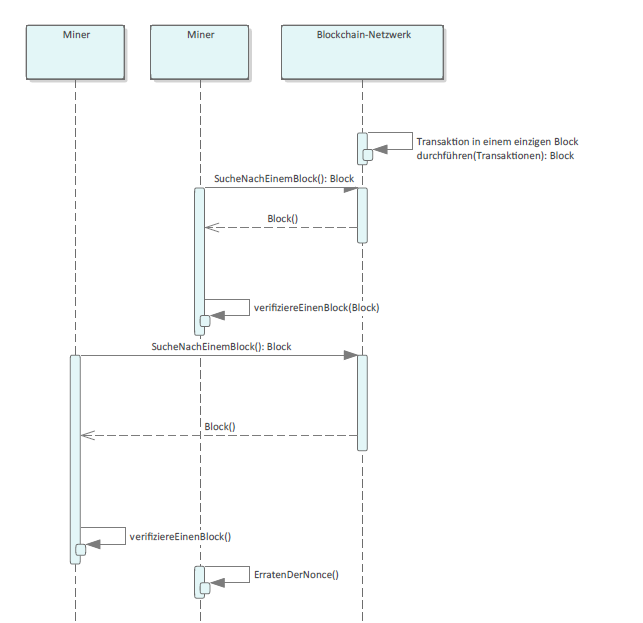 Miner
Miner
Blockchain-Netzwerk
Transaktion in einem einzigen Block
durchführen(Transaktionen): Block
SucheNachEinemBlock(): Block
Block()
verifiziereEinenBlock(Block)
SucheNachEinemBlock(): Block
Block()
verifiziereEinenBlock()
ErratenDerNonce()